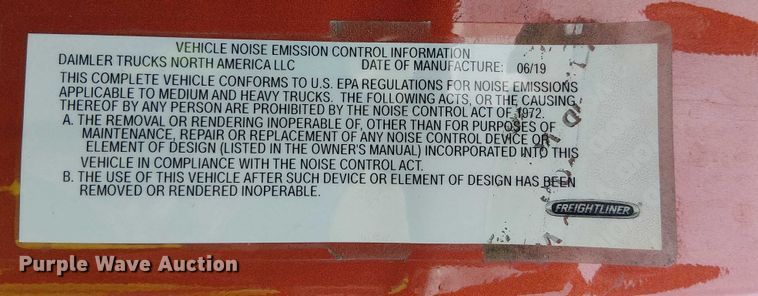 VEHICLE NOISE EMISSION CONTROL INFORMATION
DAIMLER TRUCKS NORTH AMERICA LLC DATE OF MANUFACTURE: 06/19
THIS COMPLETE VEHICLE CONFORMS TO U.S. EPA REGULATIONS FOR NOISE EMISSIONS
APPLICABLE TO MEDIUM AND HEAVY TRUCKS. THE FOLLOWING ACTS, OR THE CAUSING
THEREOF BY ANY PERSON ARE PROHIBITED BY THE NOISE CONTROL ACT OF 1972.
A. THE REMOVAL OR RENDERING INOPERABLE OF, OTHER THAN FOR PURPOSES OF
MAINTENANCE, REPAIR OR REPLACEMENT OF ANY NOISE CONTROL DEVICE OR
ELEMENT OF DESIGN (LISTED IN THE OWNER'S MANUAL) INCORPORATED INTO THIS
VEHICLE IN COMPLIANCE WITH THE NOISE CONTROL ACT.
B. THE USE OF THIS VEHICLE AFTER SUCH DEVICE OR ELEMENT OF DESIGN HAS BEEN
REMOVED OR RENDERED INOPERABLE.
FREIGHTLINER
Purple Wave Auction